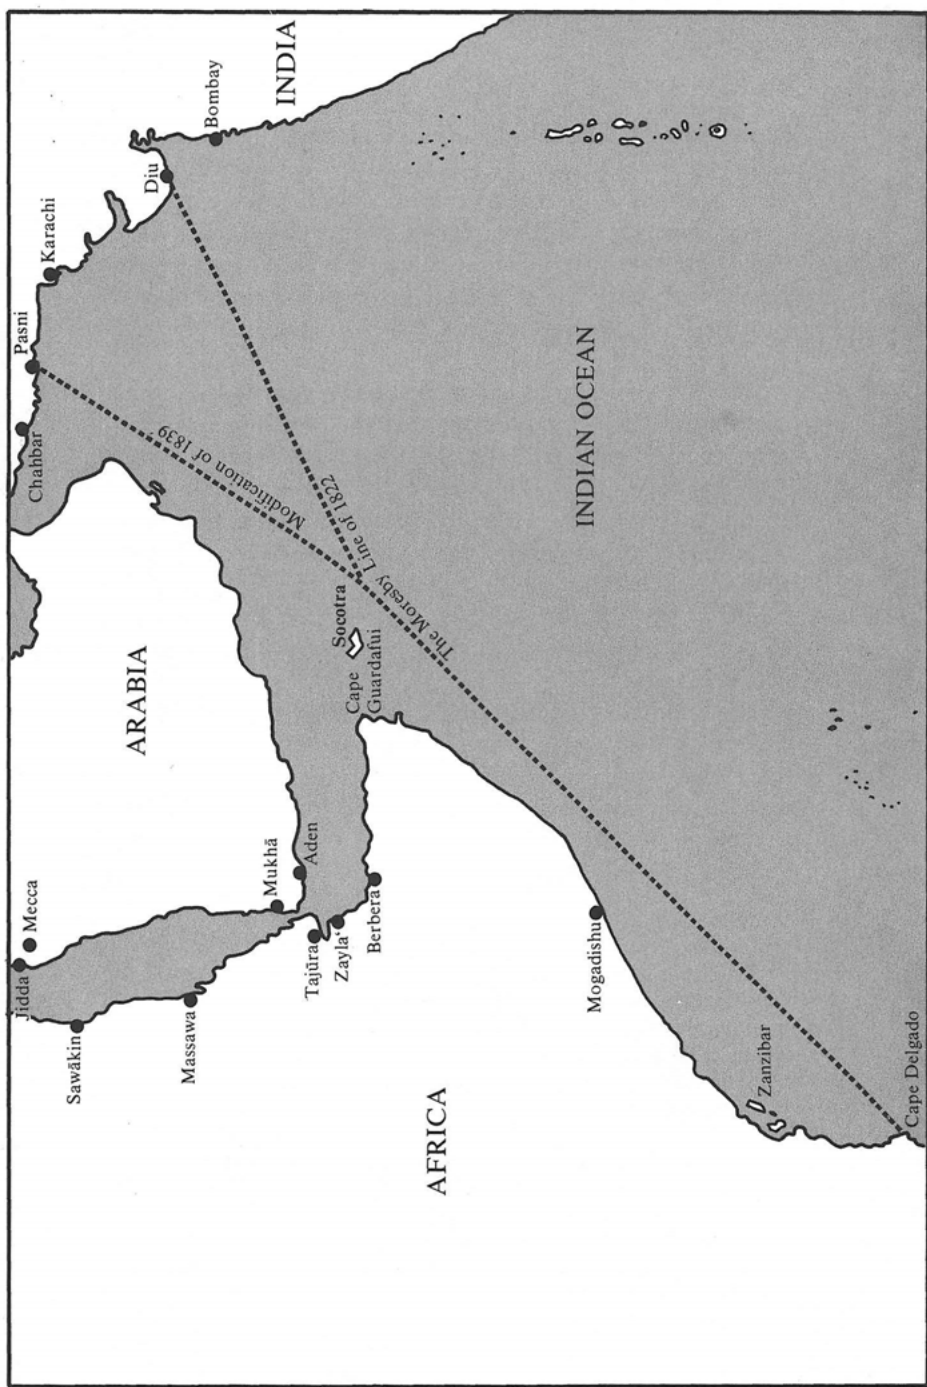 Jidda
Mecca
Sawākin
Massawa
Mukhā
Aden
Tajūra
Zayla‘
Berbera
ARABIA
AFRICA
Chahbar
Pasni
Karachi
Diu
Bombay
INDIA
Modification of 1839
The Moresby Line of 1822
Socotra
Cape
Guardafui
INDIAN OCEAN
Mogadishu
Zanzibar
Cape Delgado